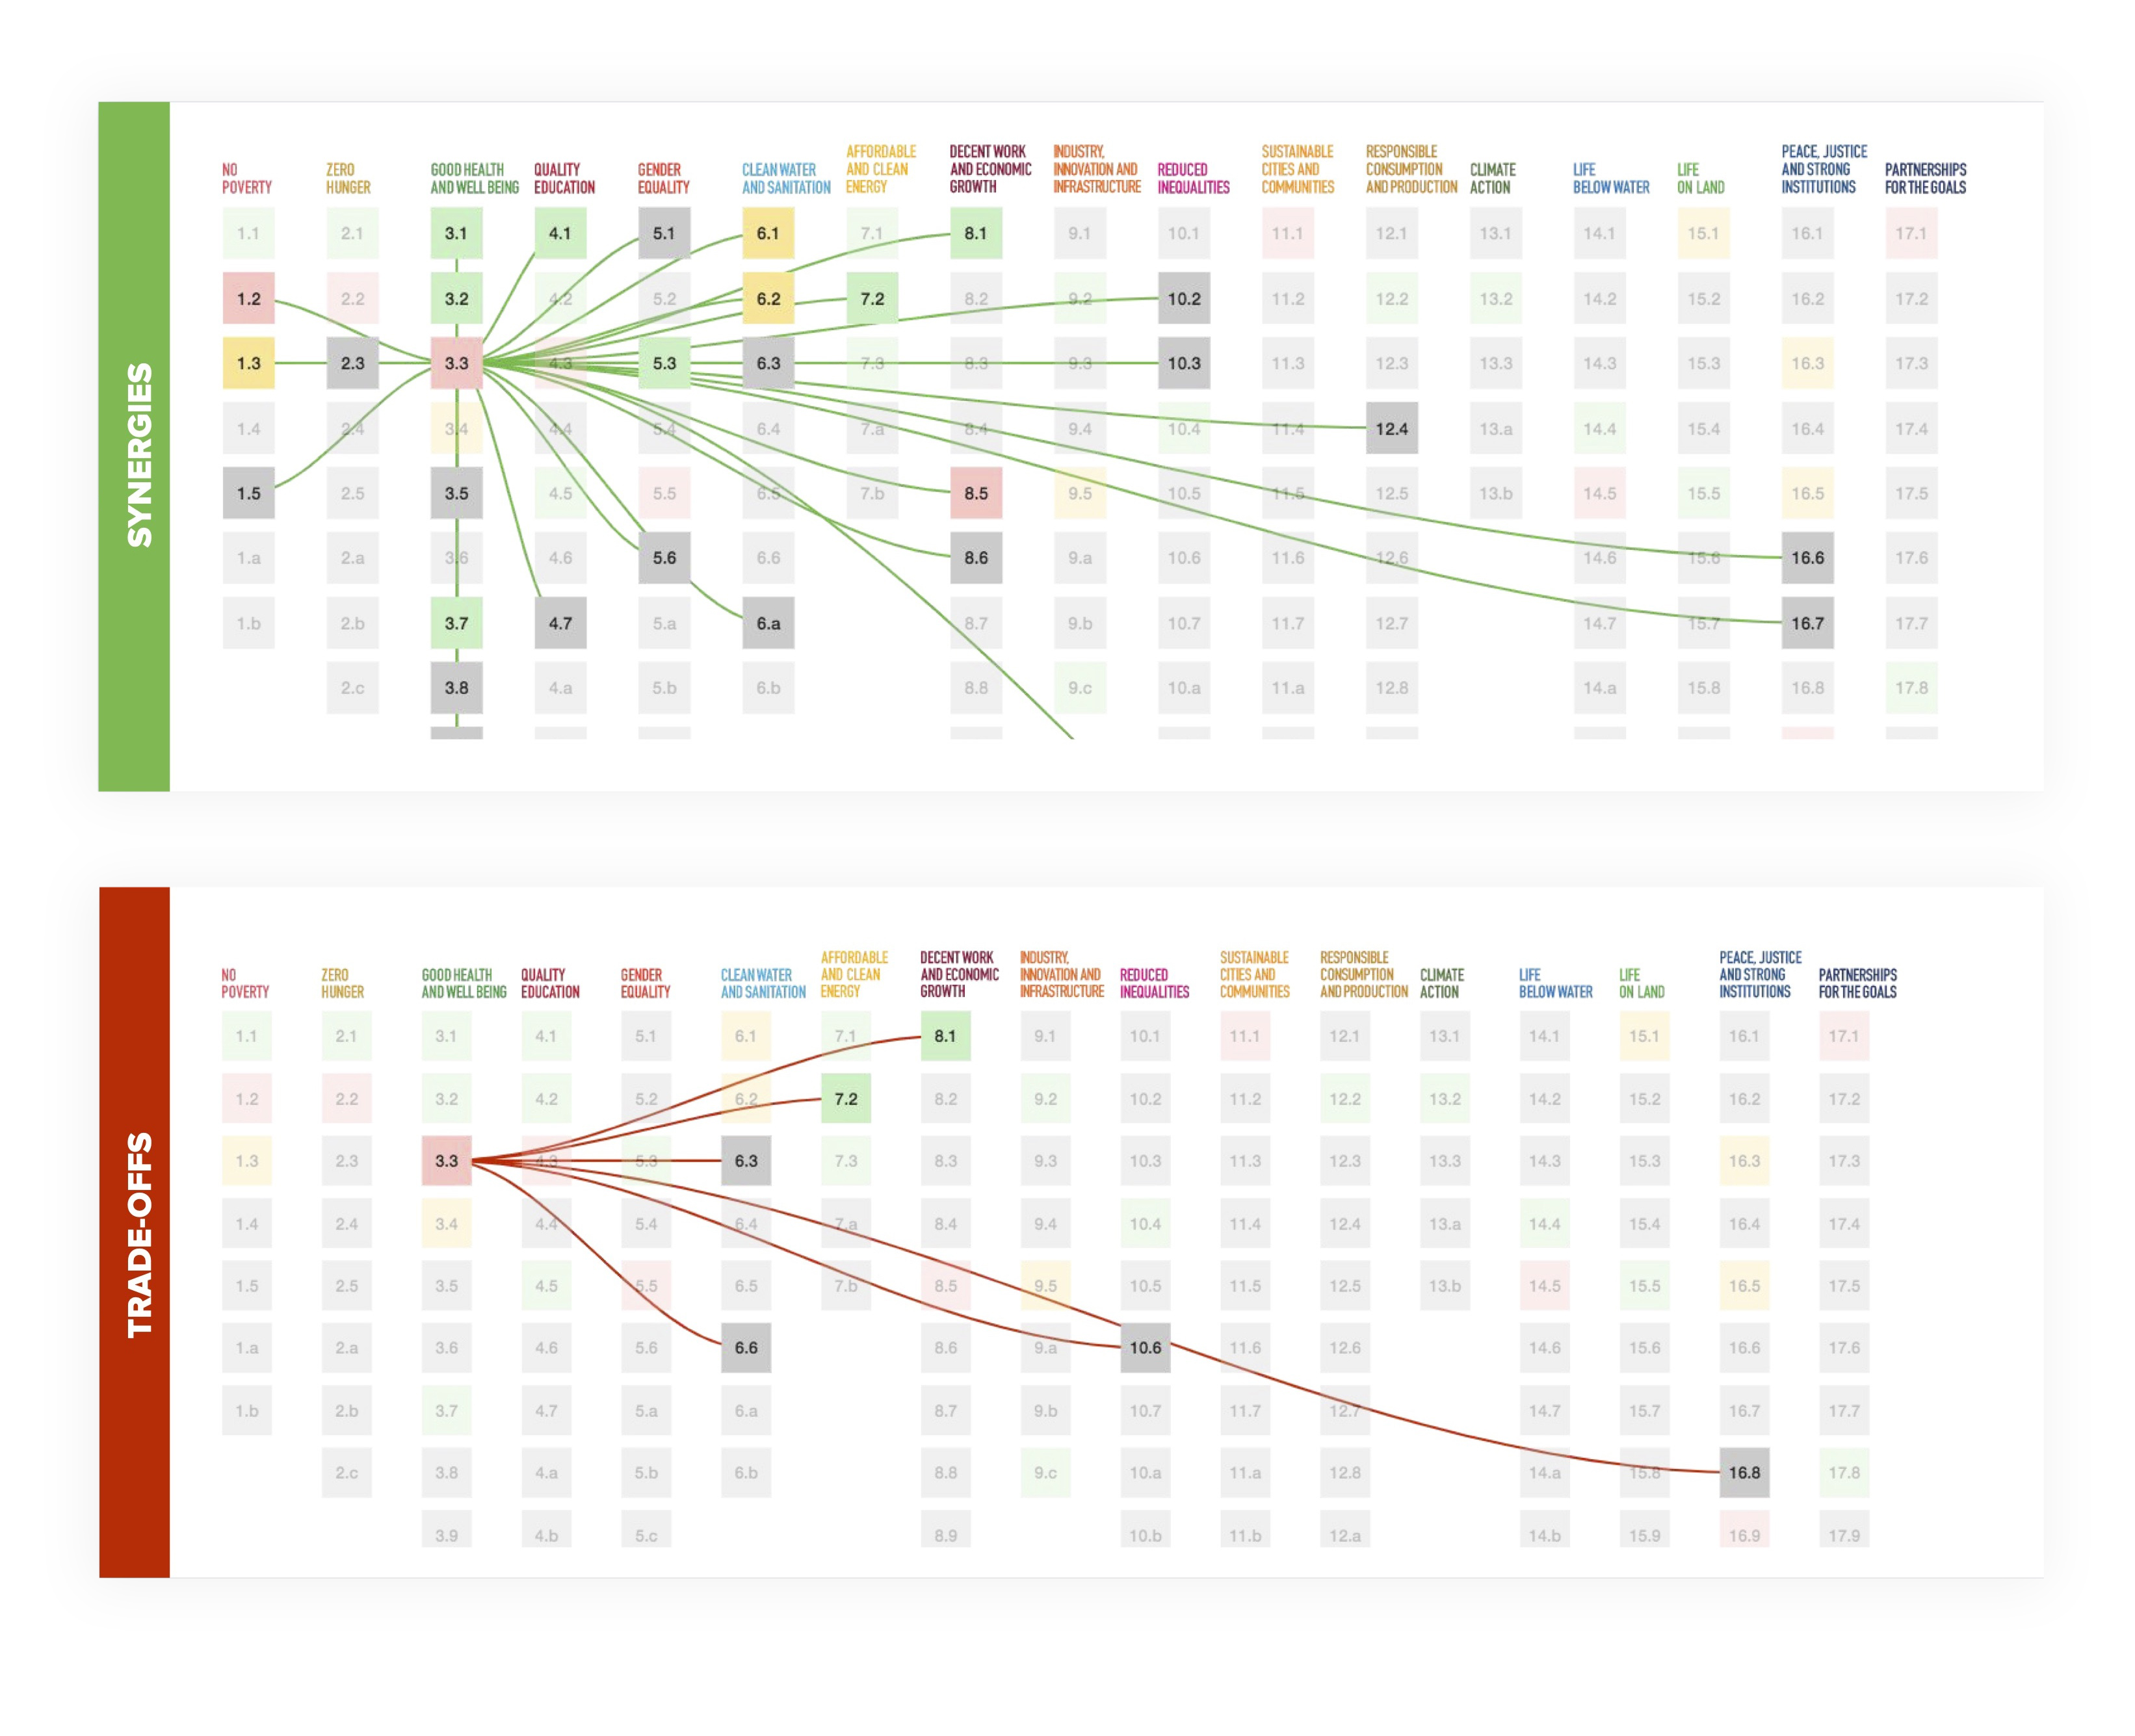 SYNERGIES
NO
POVERTY
ZERO
HUNGER
GOOD HEALTH
AND WELL BEING
QUALITY
EDUCATION
GENDER
EQUALITY
CLEAN WATER
AND SANITATION
AFFORDABLE
AND CLEAN
ENERGY
DECENT WORK
AND ECONOMIC
GROWTH
INDUSTRY,
INNOVATION AND
INFRASTRUCTURE
REDUCED
INEQUALITIES
SUSTAINABLE
CITIES AND
COMMUNITIES
RESPONSIBLE
CONSUMPTION
AND PRODUCTION
CLIMATE
ACTION
LIFE
BELOW WATER
LIFE
ON LAND
PEACE, JUSTICE
AND STRONG
INSTITUTIONS
PARTNERSHIPS
FOR THE GOALS
1.1 2.1 3.1 4.1 5.1 6.1 7.1 8.1 9.1 10.1 11.1 12.1 13.1 14.1 15.1 16.1 17.1
1.2 2.2 3.2 4.2 5.2 6.2 7.2 8.2 9.2 10.2 11.2 12.2 13.2 14.2 15.2 16.2 17.2
1.3 2.3 3.3 4.3 5.3 6.3 7.3 8.3 9.3 10.3 11.3 12.3 13.3 14.3 15.3 16.3 17.3
1.4 2.4 3.4 4.4 5.4 6.4 7.a 8.4 9.4 10.4 11.4 12.4 13.a 14.4 15.4 16.4 17.4
1.5 2.5 3.5 4.5 5.5 6.5 7.b 8.5 9.5 10.5 11.5 12.5 13.b 14.5 15.5 16.5 17.5
1.a 2.a 3.6 4.6 5.6 6.6 8.6 9.a 10.6 11.6 12.6 14.6 15.6 16.6 17.6
1.b 2.b 3.7 4.7 5.a 6.a 8.7 9.b 10.7 11.7 12.7 14.7 15.7 16.7 17.7
2.c 3.8 4.a 5.b 6.b 8.8 9.c 10.a 11.a 12.8 14.a 15.8 16.8 17.8
TRADE-OFFS
NO
POVERTY
ZERO
HUNGER
GOOD HEALTH
AND WELL BEING
QUALITY
EDUCATION
GENDER
EQUALITY
CLEAN WATER
AND SANITATION
AFFORDABLE
AND CLEAN
ENERGY
DECENT WORK
AND ECONOMIC
GROWTH
INDUSTRY,
INNOVATION AND
INFRASTRUCTURE
REDUCED
INEQUALITIES
SUSTAINABLE
CITIES AND
COMMUNITIES
RESPONSIBLE
CONSUMPTION
AND PRODUCTION
CLIMATE
ACTION
LIFE
BELOW WATER
LIFE
ON LAND
PEACE, JUSTICE
AND STRONG
INSTITUTIONS
PARTNERSHIPS
FOR THE GOALS
1.1 2.1 3.1 4.1 5.1 6.1 7.1 8.1 9.1 10.1 11.1 12.1 13.1 14.1 15.1 16.1 17.1
1.2 2.2 3.2 4.2 5.2 6.2 7.2 8.2 9.2 10.2 11.2 12.2 13.2 14.2 15.2 16.2 17.2
1.3 2.3 3.3 4.3 5.3 6.3 7.3 8.3 9.3 10.3 11.3 12.3 13.3 14.3 15.3 16.3 17.3
1.4 2.4 3.4 4.4 5.4 6.4 7.a 8.4 9.4 10.4 11.4 12.4 13.a 14.4 15.4 16.4 17.4
1.5 2.5 3.5 4.5 5.5 6.5 7.b 8.5 9.5 10.5 11.5 12.5 13.b 14.5 15.5 16.5 17.5
1.a 2.a 3.6 4.6 5.6 6.6 8.6 9.a 10.6 11.6 12.6 14.6 15.6 16.6 17.6
1.b 2.b 3.7 4.7 5.a 6.a 8.7 9.b 10.7 11.7 12.7 14.7 15.7 16.7 17.7
2.c 3.8 4.a 5.b 6.b 8.8 9.c 10.a 11.a 12.8 14.a 15.8 16.8 17.8
3.9 4.b 5.c 8.9 10.b 11.b 12.a 14.b 15.9 16.9 17.9